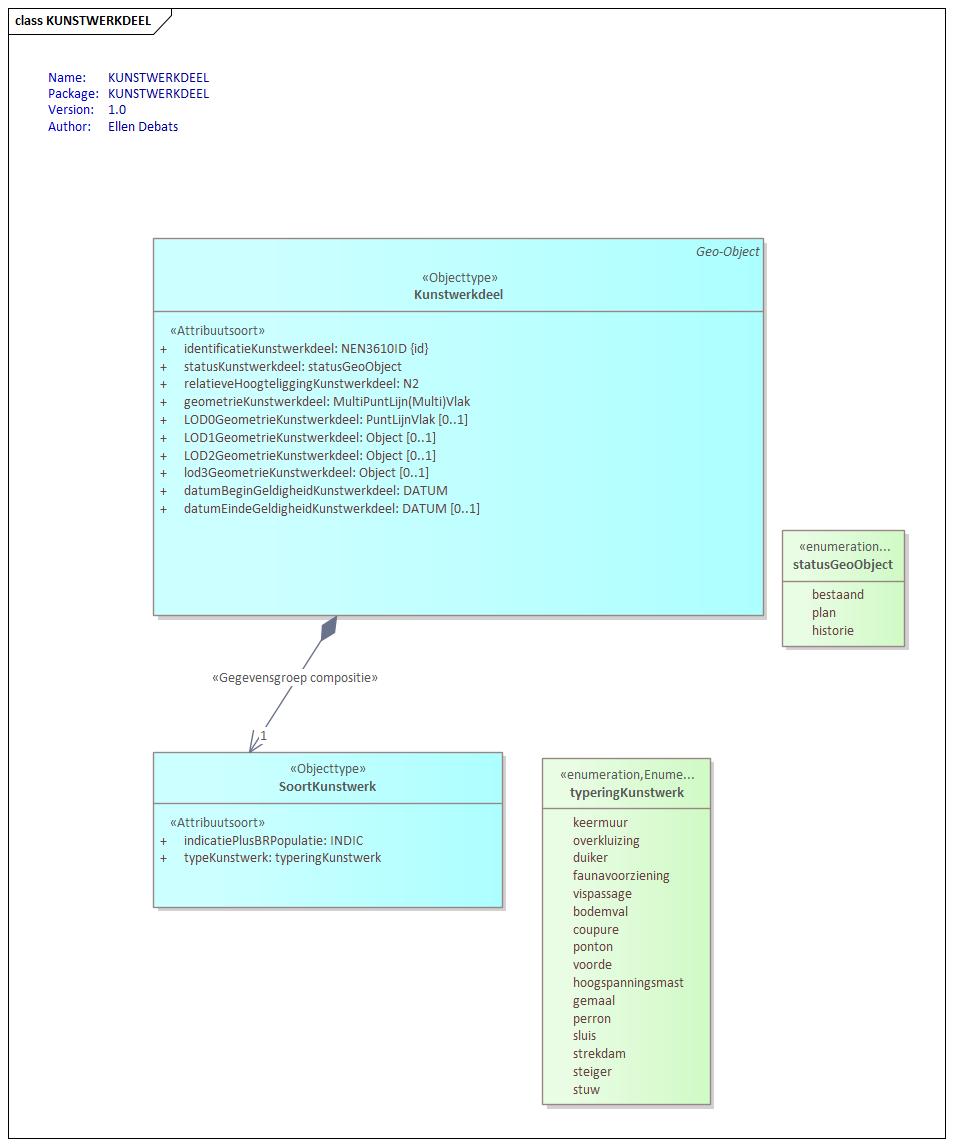 class KUNSTWERKDEEL
Name: KUNSTWERKDEEL
Package: KUNSTWERKDEEL
Version: 1.0
Author: Ellen Debats
Geo-Object
«Objecttype»
Kunstwerkdeel
«Attribuutsoort»
+ identificatieKunstwerkdeel: NEN3610ID {id}
+ statusKunstwerkdeel: statusGeoObject
+ relatieveHoogteliggingKunstwerkdeel: N2
+ geometrieKunstwerkdeel: MultiPuntLijn(Multi)Vlak
+ LOD0GeometrieKunstwerkdeel: PuntLijnVlak [0..1]
+ LOD1GeometrieKunstwerkdeel: Object [0..1]
+ LOD2GeometrieKunstwerkdeel: Object [0..1]
+ lod3GeometrieKunstwerkdeel: Object [0..1]
+ datumBeginGeldigheidKunstwerkdeel: DATUM
+ datumEindeGeldigheidKunstwerkdeel: DATUM [0..1]
«enumeration...
statusGeoObject
bestaand
plan
historie
«Gegevensgroep compositie»
1
«Objecttype»
SoortKunstwerk
«Attribuutsoort»
+ indicatiePlusBRPopulatie: INDIC
+ typeKunstwerk: typeringKunstwerk
«enumeration,Enume...
typeringKunstwerk
keermuur
overkluizing
duiker
faunavoorziening
vispassage
bodemval
coupure
ponton
voorde
hoogspanningsmast
gemaal
perron
sluis
strekdam
steiger
stuw